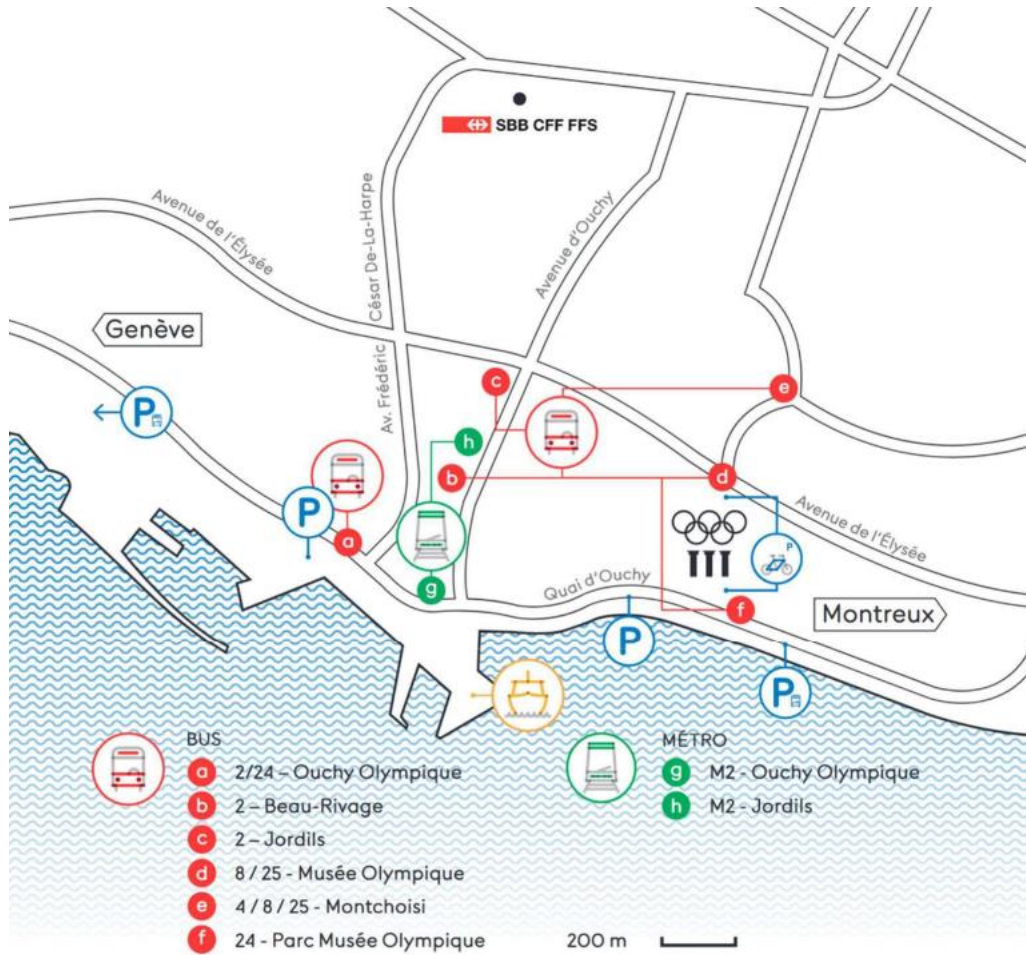 SBB CFF FFS
Avenue de l'Élysée
Av. Frédéric César De-La-Harpe
Avenue d'Ouchy
Genève
P
c
e
h
b
d
P
a
P
g
Quai d'Ouchy
Avenue de l'Élysée
f
Montreux
P
P
BUS
a 2/24 – Ouchy Olympique
b 2 – Beau-Rivage
c 2 – Jordils
d 8 / 25 - Musée Olympique
e 4 / 8 / 25 - Montchoisi
f 24 - Parc Musée Olympique
MÉTRO
g M2 - Ouchy Olympique
h M2 - Jordils
200 m